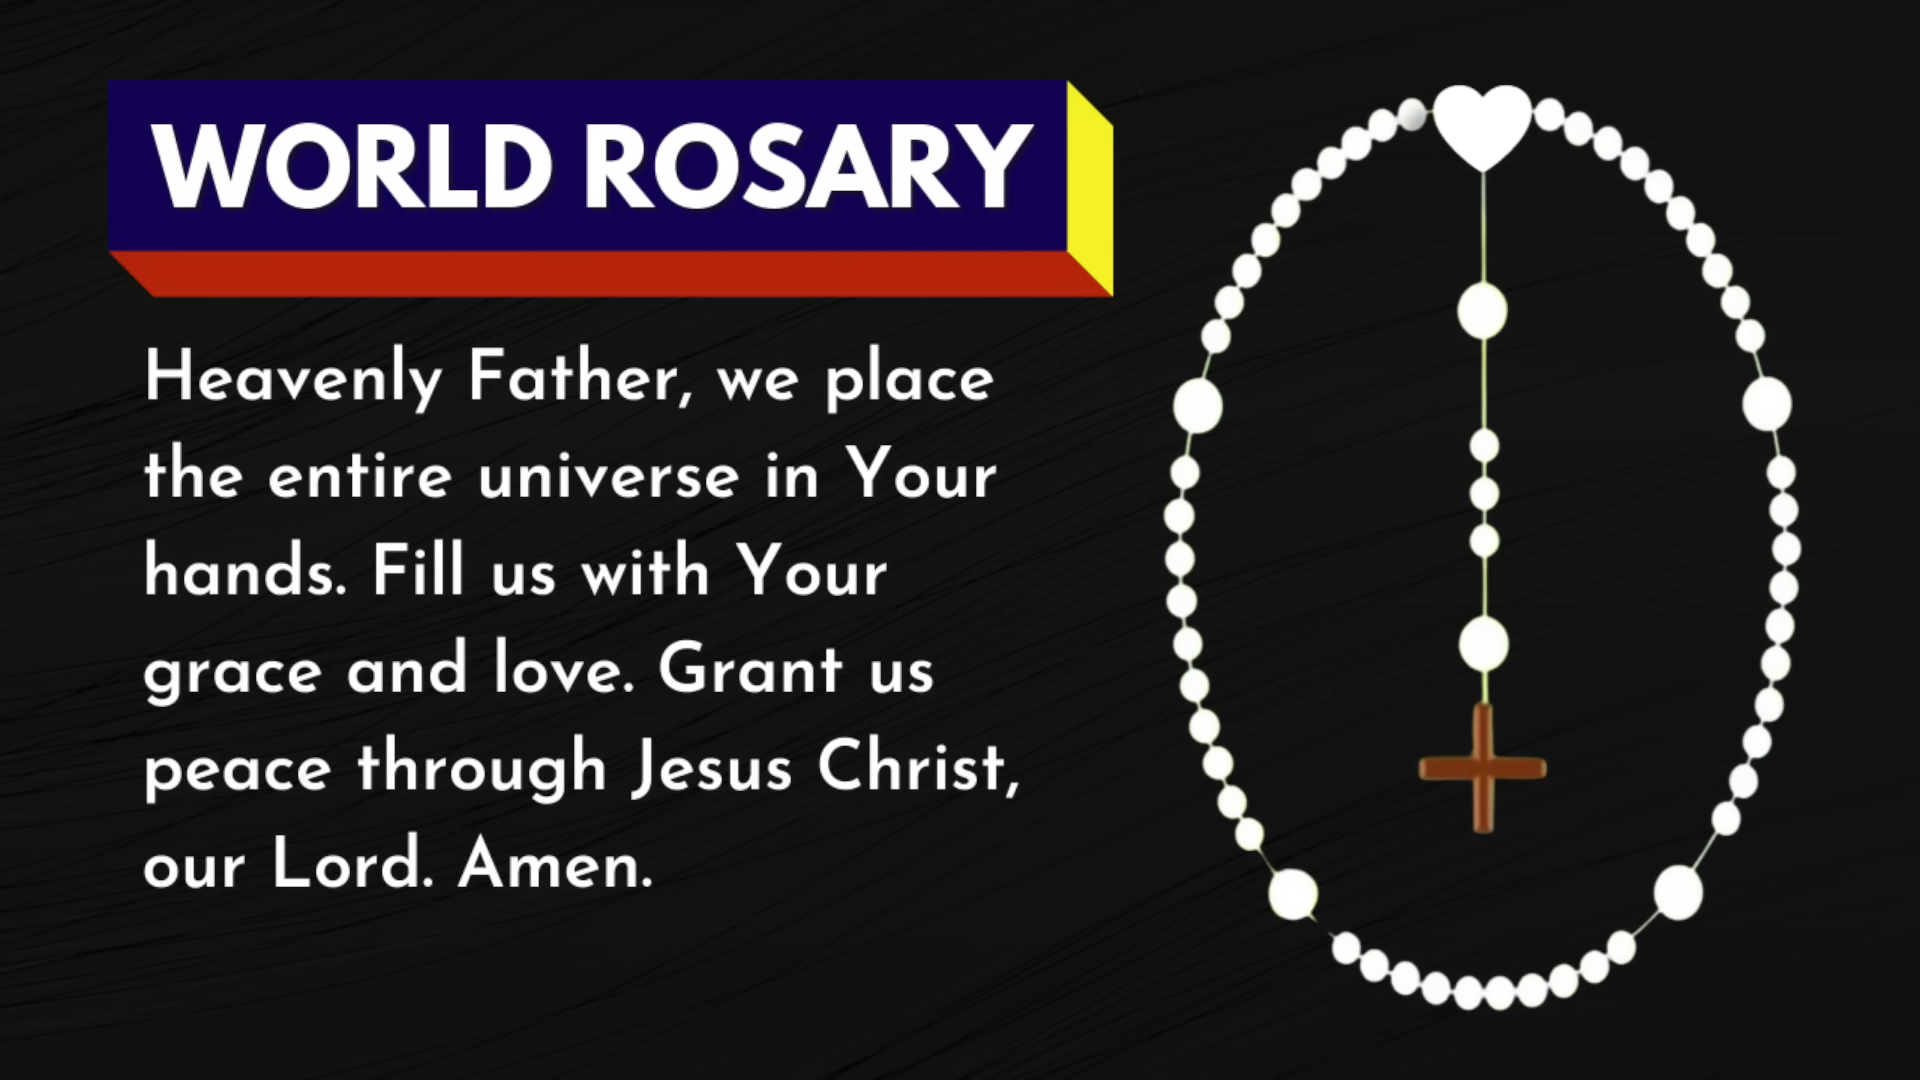 WORLD ROSARY
Heavenly Father, we place
the entire universe in Your
hands. Fill us with Your
grace and love. Grant us
peace through Jesus Christ,
our Lord. Amen.